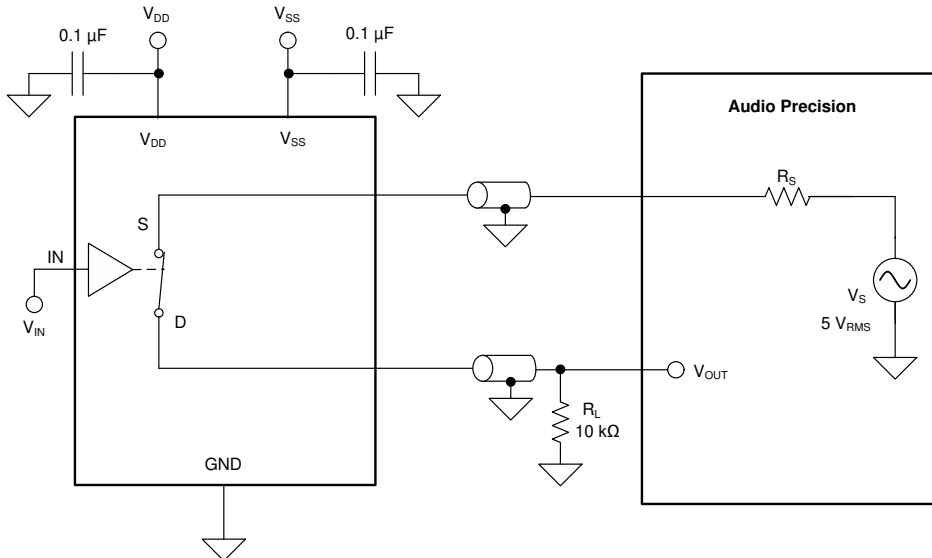 V_DD
V_SS
0.1 µF
0.1 µF
Audio Precision
V_DD
V_SS
R_S
S
IN
V_S
D
V_IN
5 V_RMS
V_OUT
R_L
10 kΩ
GND